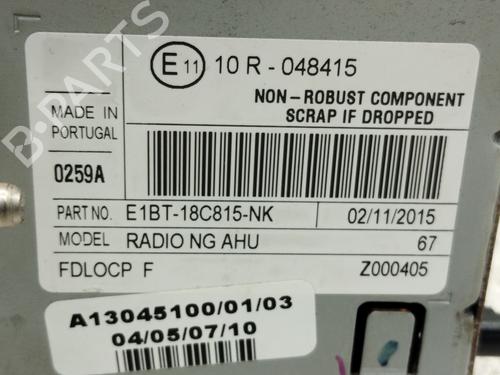 E 11 10 R - 048415
NON-ROBUST COMPONENT
SCRAP IF DROPPED
MADE IN
PORTUGAL
0259A
PART NO. E1BT-18C815-NK 02/11/2015
MODEL RADIO NG AHU 67
FDLOCP F Z000405
A13045100/01/03
04/05/07/10
B-PARTS